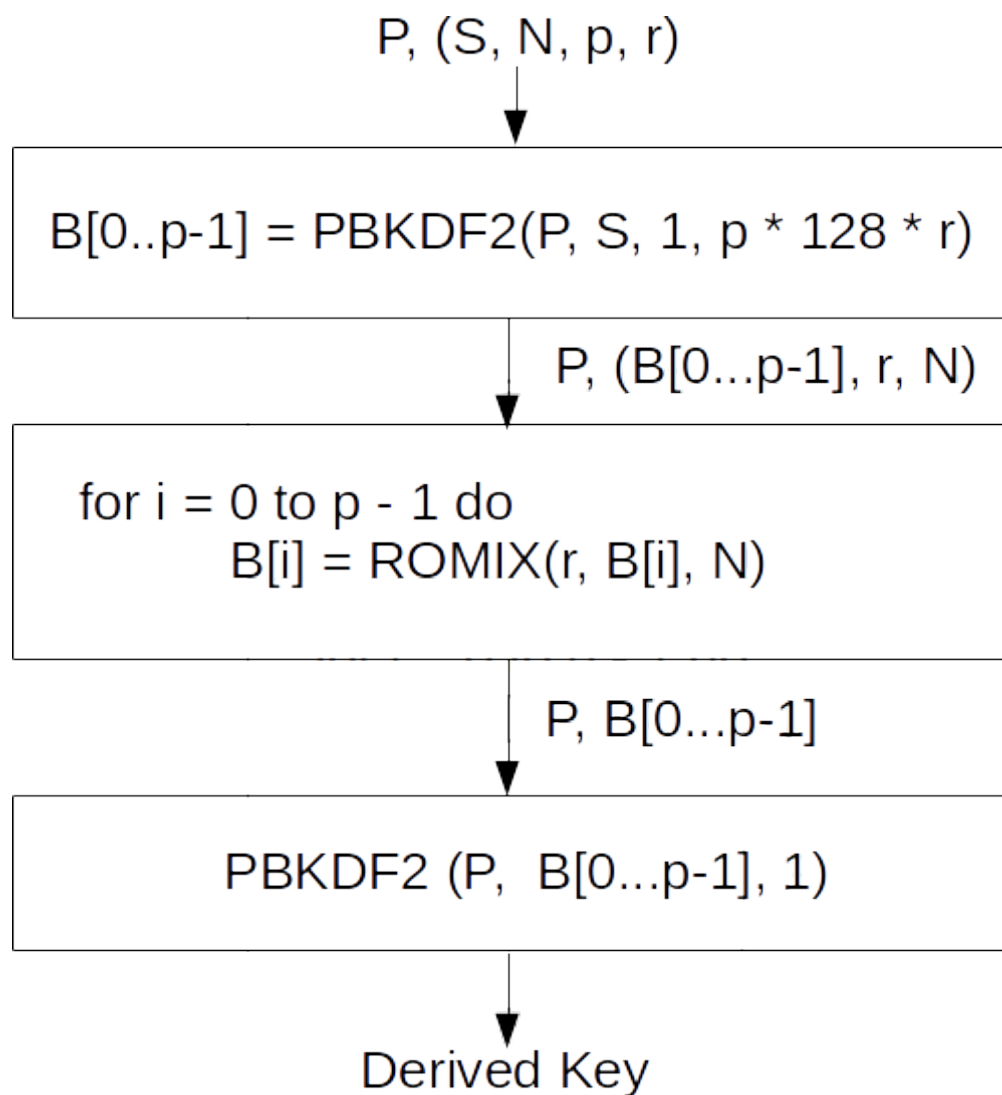 P, (S, N, p, r)
B[0..p-1] = PBKDF2(P, S, 1, p * 128 * r)
P, (B[0...p-1], r, N)
for i = 0 to p - 1 do
B[i] = ROMIX(r, B[i], N)
P, B[0...p-1]
PBKDF2 (P, B[0...p-1], 1)
Derived Key